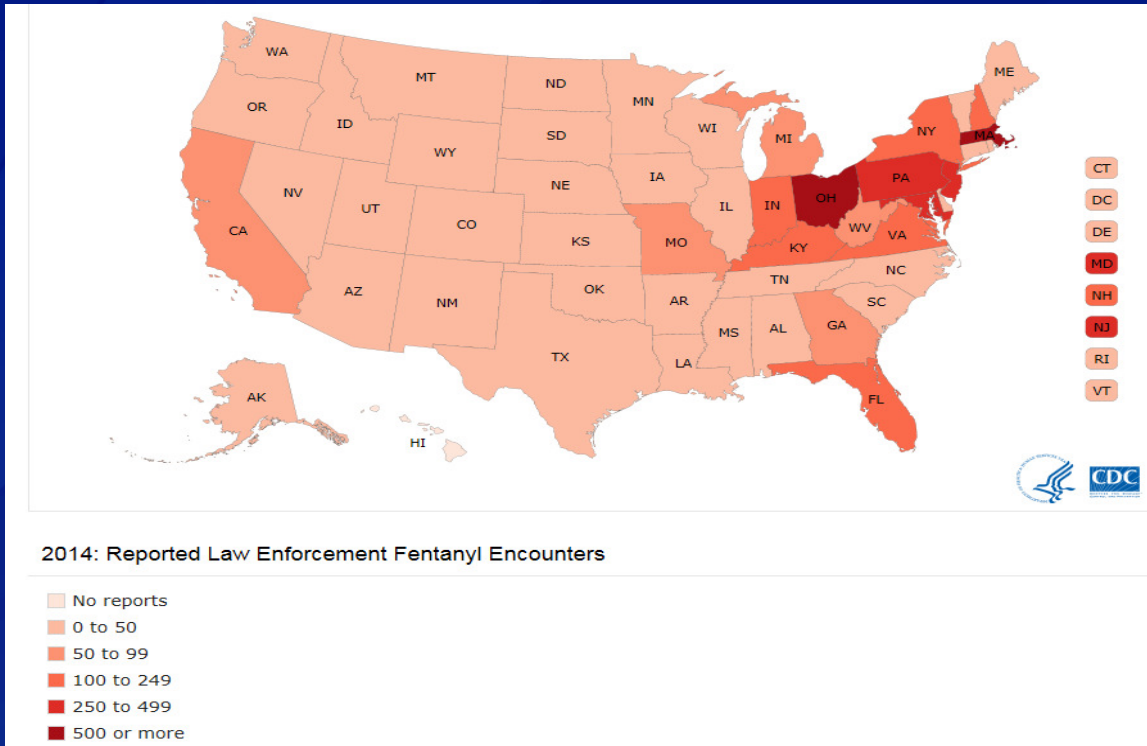 WA
MT
ND
MN
ME
OR
ID
SD
WI
MI
NY
MA
WY
NE
IA
PA
NV
UT
CO
IL
IN
OH
CA
KS
MO
KY
WV
VA
AZ
NM
OK
AR
TN
NC
SC
TX
LA
MS
AL
GA
FL
AK
HI
CT
DC
DE
MD
NH
NJ
RI
VT
CDC
2014: Reported Law Enforcement Fentanyl Encounters
No reports
0 to 50
50 to 99
100 to 249
250 to 499
500 or more